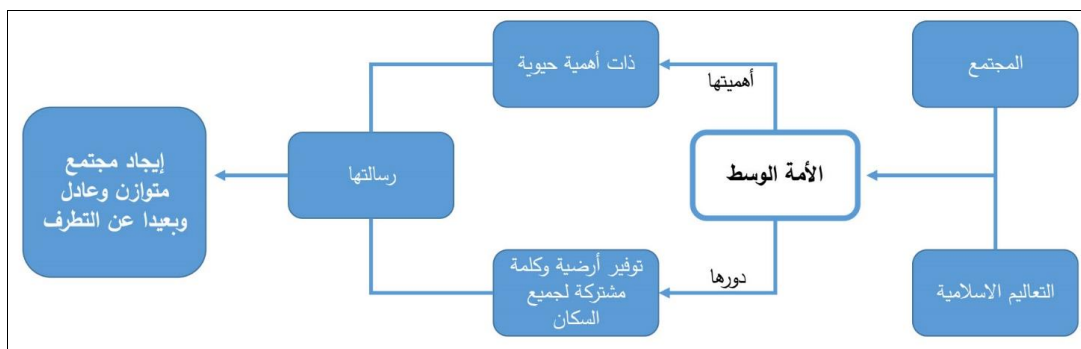 المجتمع
التعاليم الاسلامية
الأمة الوسط
أهميتها
ذات أهمية حيوية
دورها
توفير أرضية وكلمة
مشتركة لجميع
السكان
رسالتها
إيجاد مجتمع
متوازن وعادل
وبعيدا عن التطرف